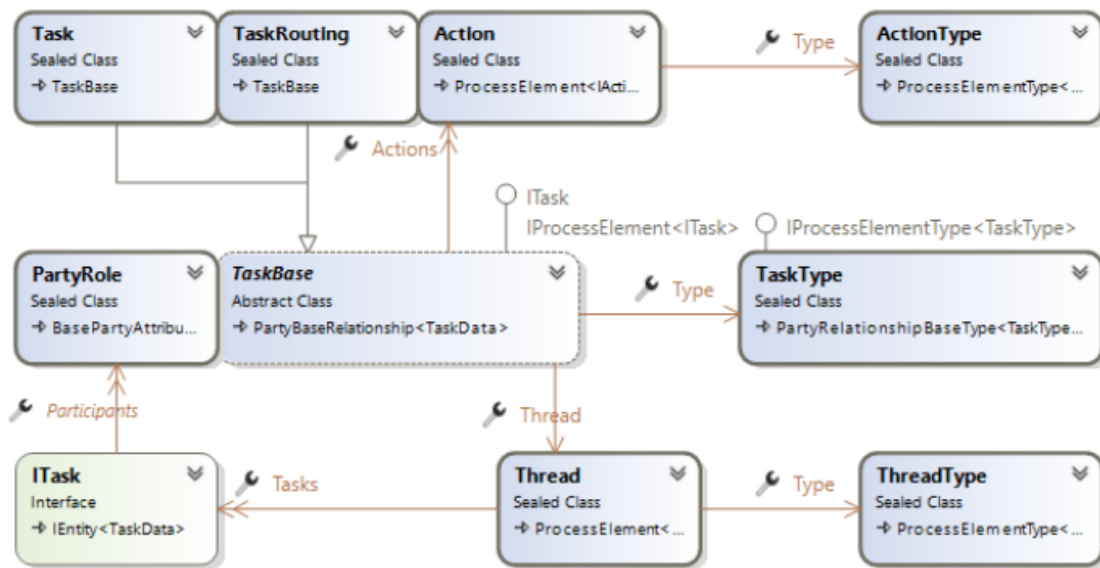 Task
Sealed Class
TaskBase
TaskRouting
Sealed Class
TaskBase
Action
Sealed Class
ProcessElement<IActi...
Type
ActionType
Sealed Class
ProcessElementType<...
Actions
ITask
IProcessElement<ITask>
IProcessElementType<TaskType>
PartyRole
Sealed Class
BasePartyAttribu...
TaskBase
Abstract Class
PartyBaseRelationship<TaskData>
Type
TaskType
Sealed Class
PartyRelationshipBaseType<TaskType...
Participants
Thread
ITask
Interface
IEntity<TaskData>
Tasks
Thread
Sealed Class
ProcessElement<...
Type
ThreadType
Sealed Class
ProcessElementType<...